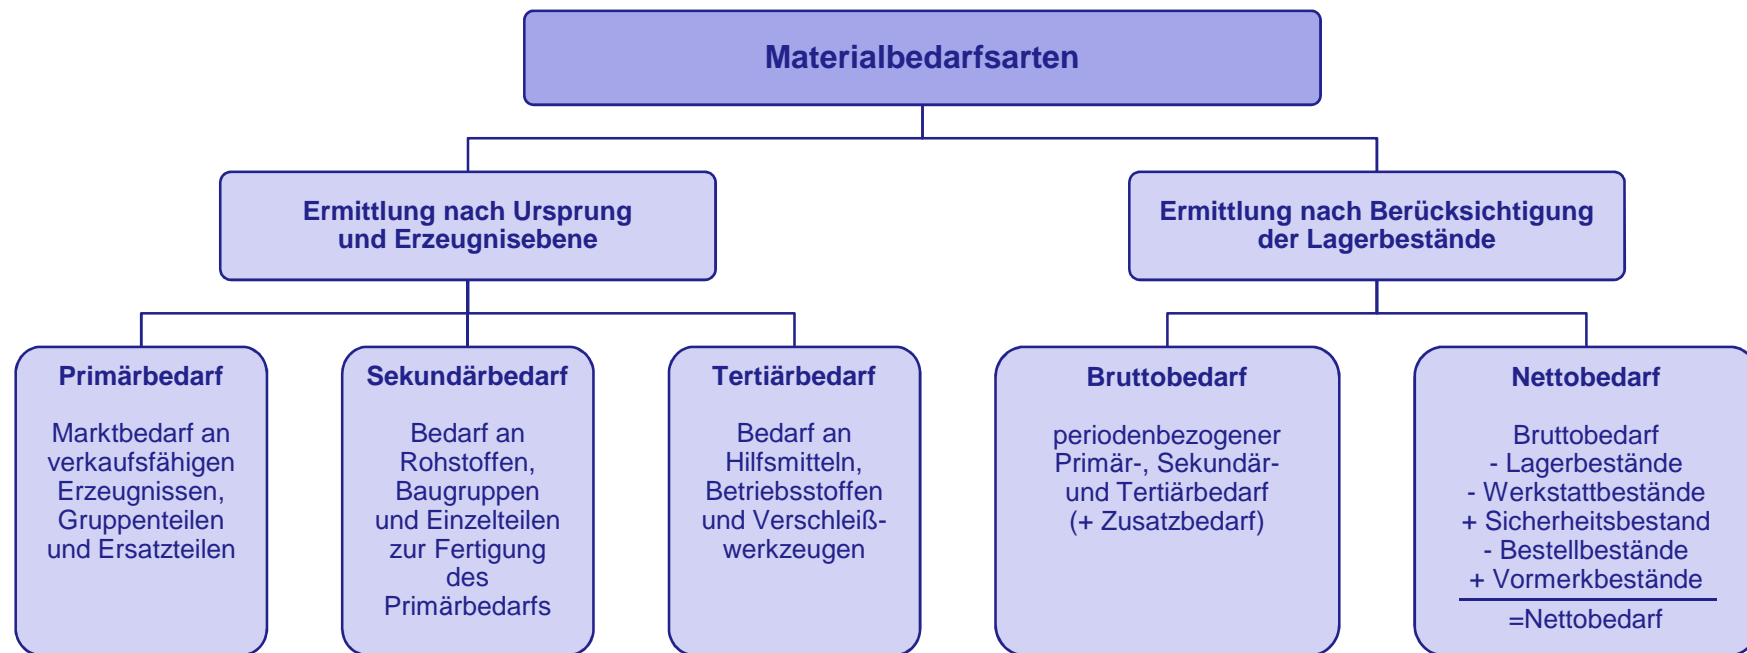 Materialbedarfsarten
Ermittlung nach Ursprung
und Erzeugnisebene
Ermittlung nach Berücksichtigung
der Lagerbestände
Primärbedarf
Marktbedarf an
verkaufsfähigen
Erzeugnissen,
Gruppenteilen
und Ersatzteilen
Sekundärbedarf
Bedarf an
Rohstoffen,
Baugruppen
und Einzelteilen
zur Fertigung
des
Primärbedarfs
Tertiärbedarf
Bedarf an
Hilfsmitteln,
Betriebsstoffen
und Verschleiß-
werkzeugen
Bruttobedarf
periodenbezogener
Primär-, Sekundär-
und Tertiärbedarf
(+ Zusatzbedarf)
Nettobedarf
Bruttobedarf
- Lagerbestände
- Werkstattbestände
+ Sicherheitsbestand
- Bestellbestände
+ Vormerkbestände
=Nettobedarf